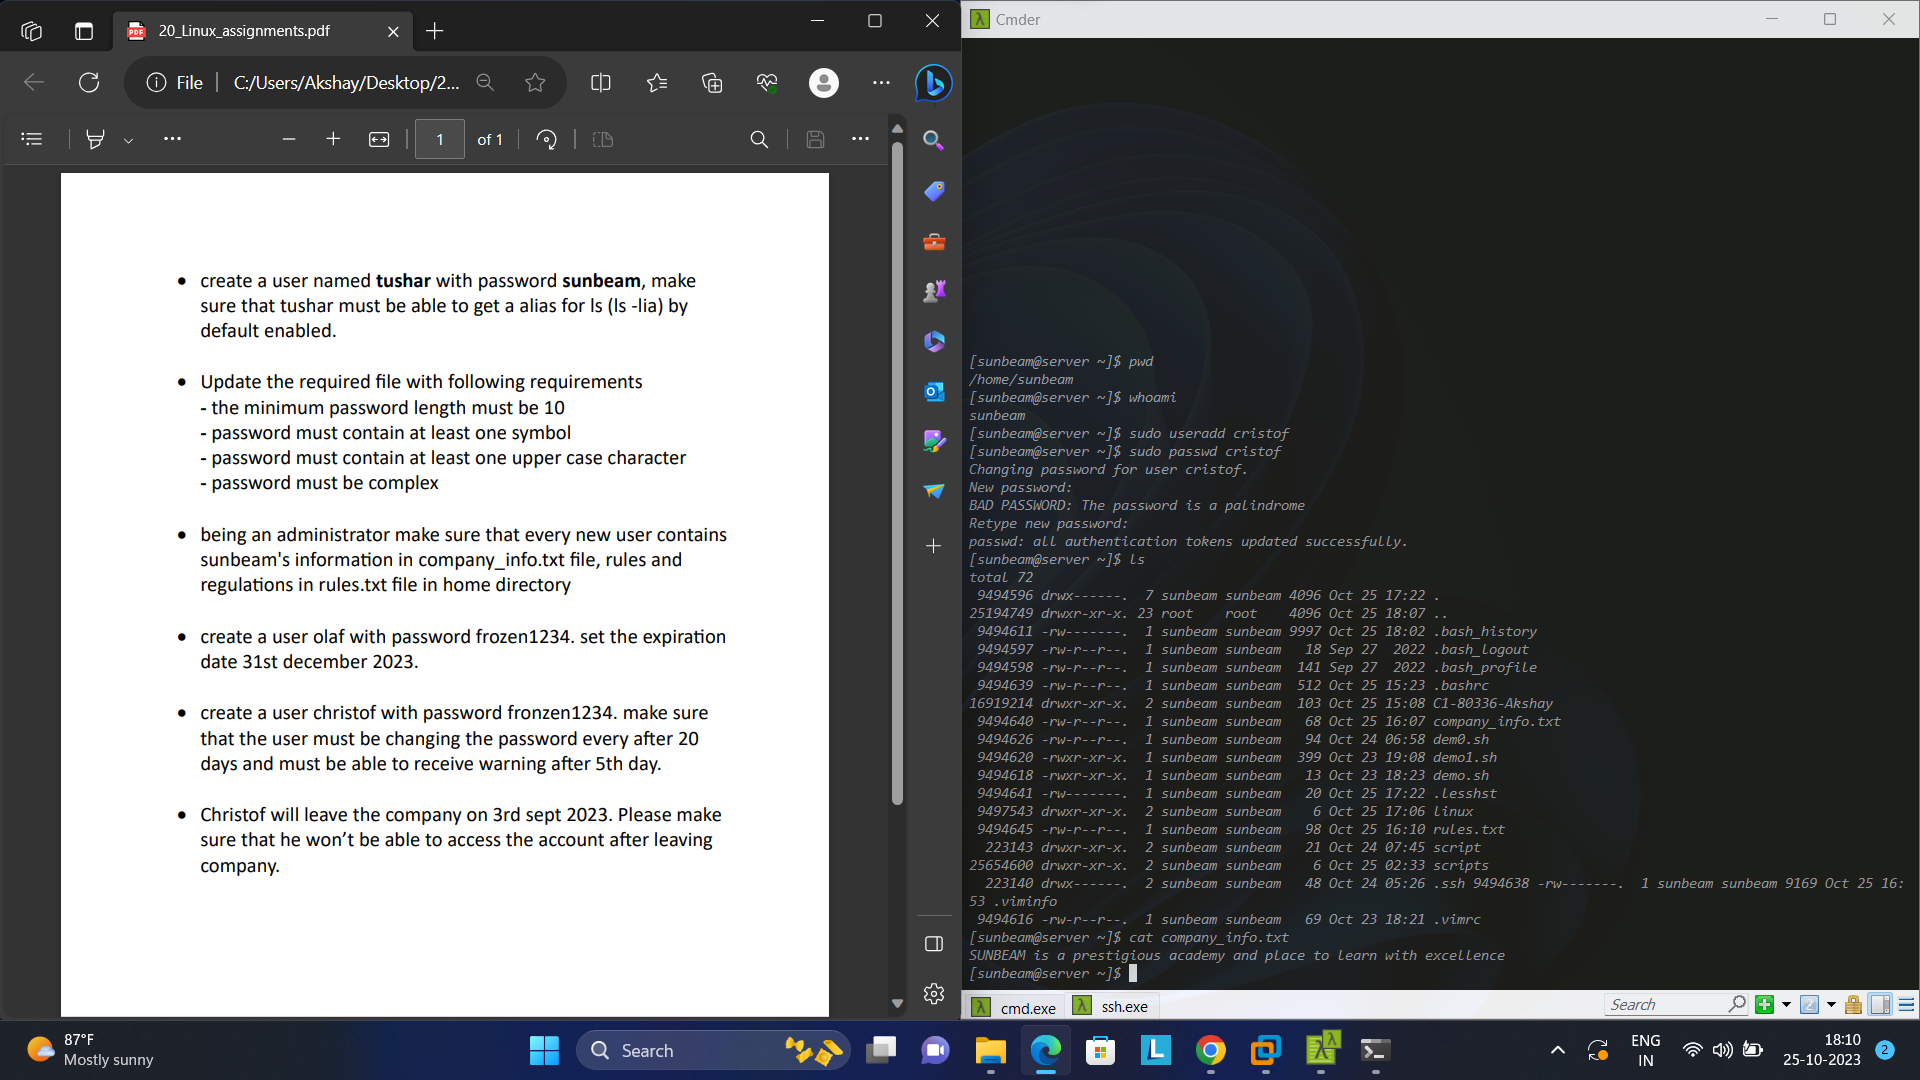 20_Linux_assignments.pdf
File
C:/Users/Akshay/Desktop/2...
1 of 1
• create a user named tushar with password sunbeam, make
sure that tushar must be able to get a alias for ls (ls -lia) by
default enabled.
• Update the required file with following requirements
- the minimum password length must be 10
- password must contain at least one symbol
- password must contain at least one upper case character
- password must be complex
• being an administrator make sure that every new user contains
sunbeam's information in company_info.txt file, rules and
regulations in rules.txt file in home directory
• create a user olaf with password frozen1234. set the expiration
date 31st december 2023.
• create a user christof with password fronzen1234. make sure
that the user must be changing the password every after 20
days and must be able to receive warning after 5th day.
• Christof will leave the company on 3rd sept 2023. Please make
sure that he won’t be able to access the account after leaving
company.
Cmder
[sunbeam@server ~]$ pwd
/home/sunbeam
[sunbeam@server ~]$ whoami
sunbeam
[sunbeam@server ~]$ sudo useradd cristof
[sunbeam@server ~]$ sudo passwd cristof
Changing password for user cristof.
New password:
BAD PASSWORD: The password is a palindrome
Retype new password:
passwd: all authentication tokens updated successfully.
[sunbeam@server ~]$ ls
total 72
9494596 drwx------. 7 sunbeam sunbeam 4096 Oct 25 17:22 .
25194749 drwxr-xr-x. 23 root root 4096 Oct 25 18:07 ..
9494611 -rw-------. 1 sunbeam sunbeam 9997 Oct 25 18:02 .bash_history
9494597 -rw-r--r--. 1 sunbeam sunbeam 18 Sep 27 2022 .bash_logout
9494598 -rw-r--r--. 1 sunbeam sunbeam 141 Sep 27 2022 .bash_profile
9494639 -rw-r--r--. 1 sunbeam sunbeam 512 Oct 25 15:23 .bashrc
16919214 drwxr-xr-x. 2 sunbeam sunbeam 103 Oct 25 15:08 C1-80336-Akshay
9494640 -rw-r--r--. 1 sunbeam sunbeam 68 Oct 25 16:07 company_info.txt
9494626 -rw-r--r--. 1 sunbeam sunbeam 94 Oct 24 06:58 dem0.sh
9494620 -rwxr-xr-x. 1 sunbeam sunbeam 399 Oct 23 19:08 demo1.sh
9494618 -rwxr-xr-x. 1 sunbeam sunbeam 13 Oct 23 18:23 demo.sh
9494641 -rw-------. 1 sunbeam sunbeam 20 Oct 25 17:22 .lesshst
9497543 drwxr-xr-x. 2 sunbeam sunbeam 6 Oct 25 17:06 linux
9494645 -rw-r--r--. 1 sunbeam sunbeam 98 Oct 25 16:10 rules.txt
223143 drwxr-xr-x. 2 sunbeam sunbeam 21 Oct 24 07:45 script
25654600 drwxr-xr-x. 2 sunbeam sunbeam 6 Oct 25 02:33 scripts
223140 drwx------. 2 sunbeam sunbeam 48 Oct 24 05:26 .ssh 9494638 -rw-------. 1 sunbeam sunbeam 9169 Oct 25 16:
53 .viminfo
9494616 -rw-r--r--. 1 sunbeam sunbeam 69 Oct 23 18:21 .vimrc
[sunbeam@server ~]$ cat company_info.txt
SUNBEAM is a prestigious academy and place to learn with excellence
[sunbeam@server ~]$
cmd.exe
ssh.exe
Search
87°F
Mostly sunny
Search
ENG
IN
18:10
25-10-2023
2